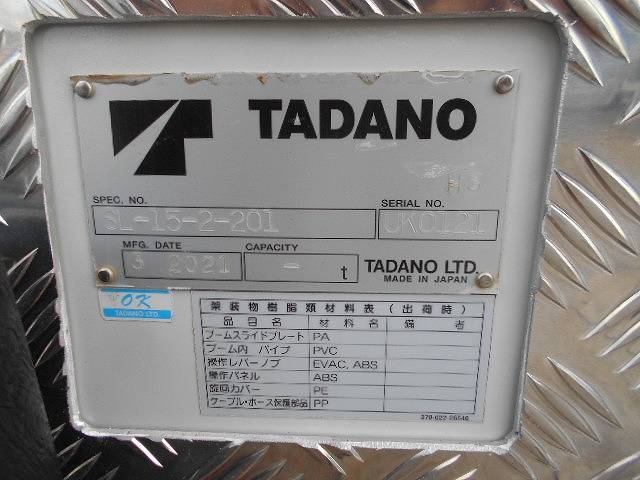 TADANO
SPEC. NO. SERIAL NO.
SL-15-2-201 UK0121
MFG. DATE CAPACITY
3 2021 - t TADANO LTD.
MADE IN JAPAN
OK
TADANO LTD.
架装物樹脂類材料表(出荷時)
品目名 材料名 備考
ブームスライドプレート PA
ブーム内 パイプ PVC
操作レバーノブ EVAC, ABS
操作パネル ABS
旋回カバー PE
ケーブル・ホース保護部品 PP